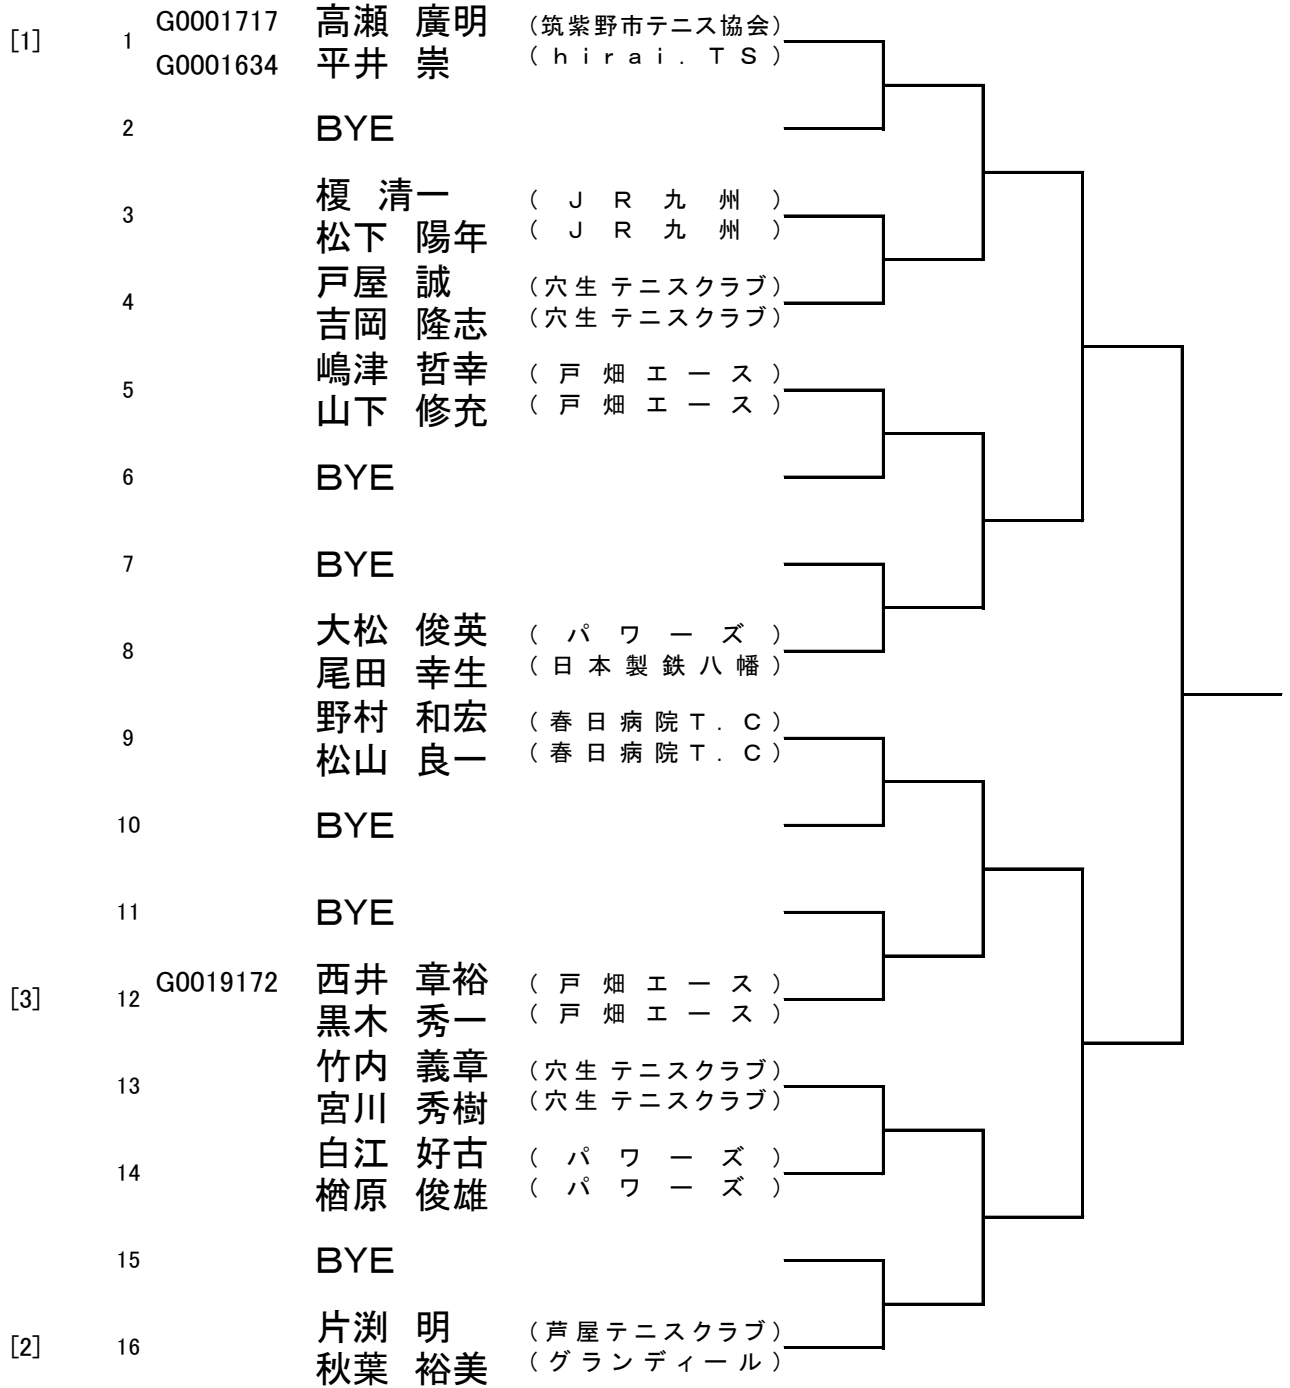 [1] 1 G0001717 高瀬 廣明 (筑紫野市テニス協会)
G0001634 平井 崇 (hirai.TS)
2 BYE
3 榎 清一 (JR九州)
松下 陽年 (JR九州)
4 戸屋 誠 (穴生テニスクラブ)
吉岡 隆志 (穴生テニスクラブ)
5 嶋津 哲幸 (戸畑エース)
山下 修充 (戸畑エース)
6 BYE
7 BYE
8 大松 俊英 (パワーズ)
尾田 幸生 (日本製鉄八幡)
9 野村 和宏 (春日病院T.C)
松山 良一 (春日病院T.C)
10 BYE
11 BYE
[3] 12 G0019172 西井 章裕 (戸畑エース)
黒木 秀一 (戸畑エース)
13 竹内 義章 (穴生テニスクラブ)
宮川 秀樹 (穴生テニスクラブ)
14 白江 好古 (パワーズ)
楢原 俊雄 (パワーズ)
15 BYE
[2] 16 片渕 明 (芦屋テニスクラブ)
秋葉 裕美 (グランディール)